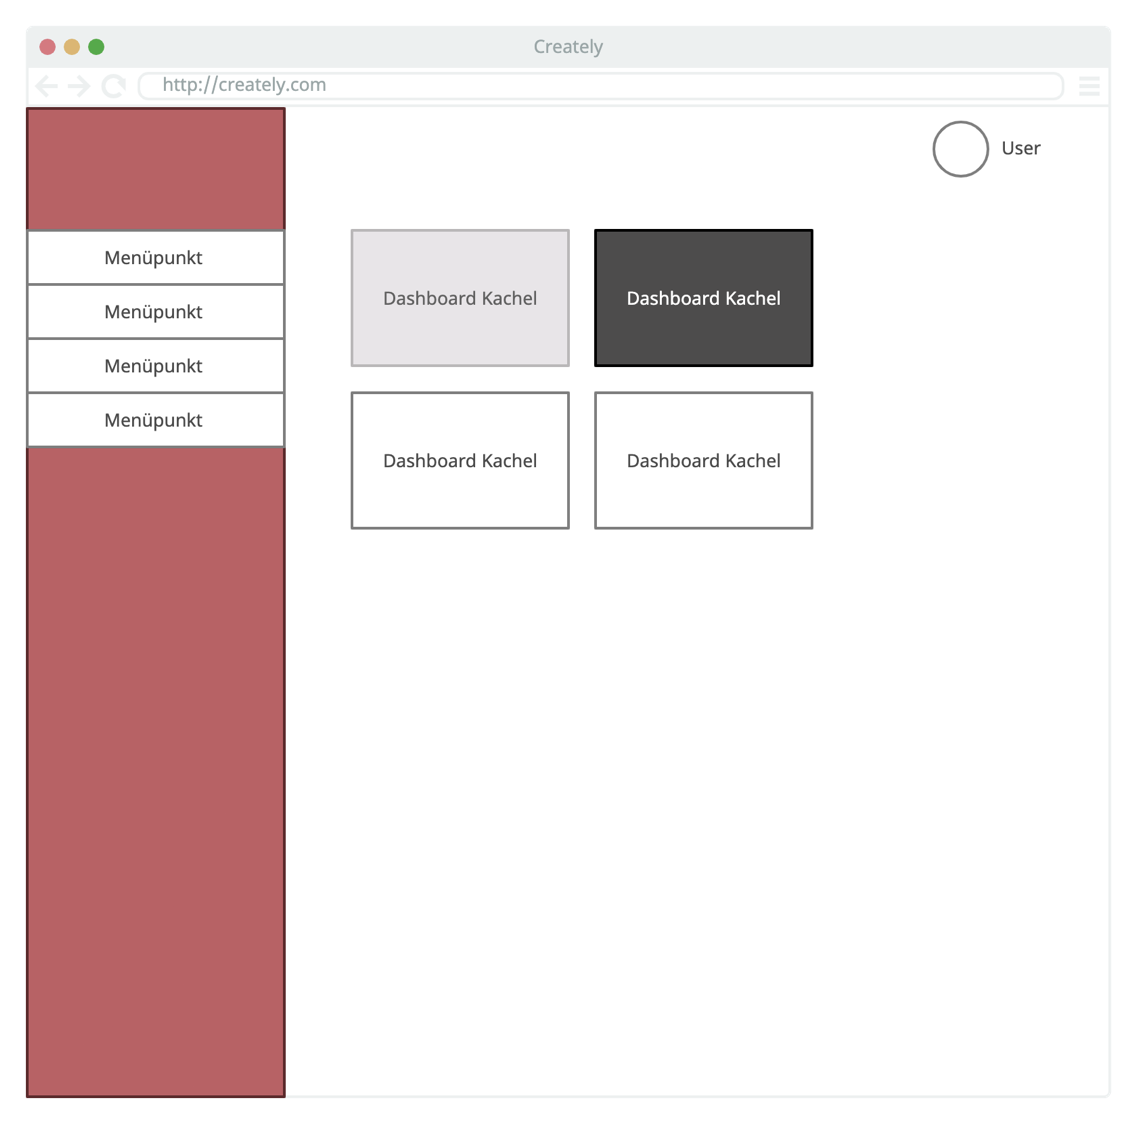 Creately
http://creately.com
User
Menüpunkt
Menüpunkt
Menüpunkt
Menüpunkt
Dashboard Kachel
Dashboard Kachel
Dashboard Kachel
Dashboard Kachel